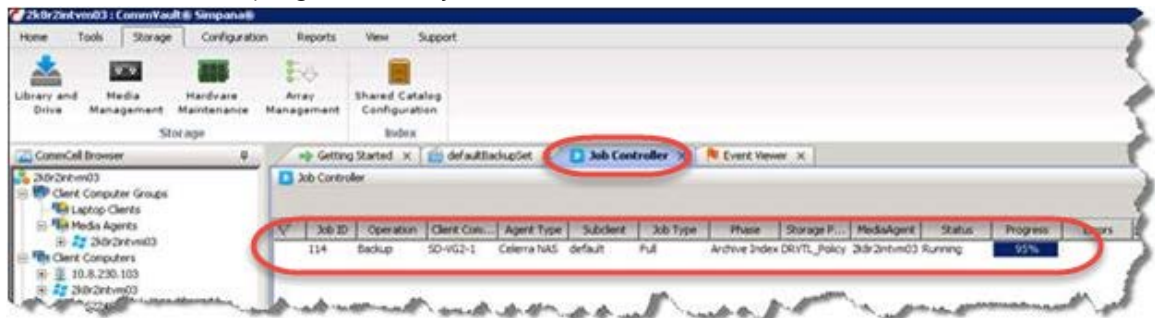 2k8r2intvm03 : CommVault® Simpana®
Home Tools Storage Configuration Reports View Support
Library and Drive
Media Management
Hardware Maintenance
Array Management
Shared Catalog Configuration
Storage
Index
CommCell Browser
Getting Started
defaultBackupSet
Job Controller
Event Viewer
2k8r2intvm03
Job Controller
Client Computer Groups
Laptop Clients
Media Agents
2k8r2intvm03
Job ID Operation Client Com... Agent Type Subclient Job Type Phase Storage P... MediaAgent Status Progress Errors
114 Backup SD-VG2-1 Celerra NAS default Full Archive Index DRVTL_Policy 2k8r2intvm03 Running 95%
Client Computers
10.8.230.103
2k8r2intvm03